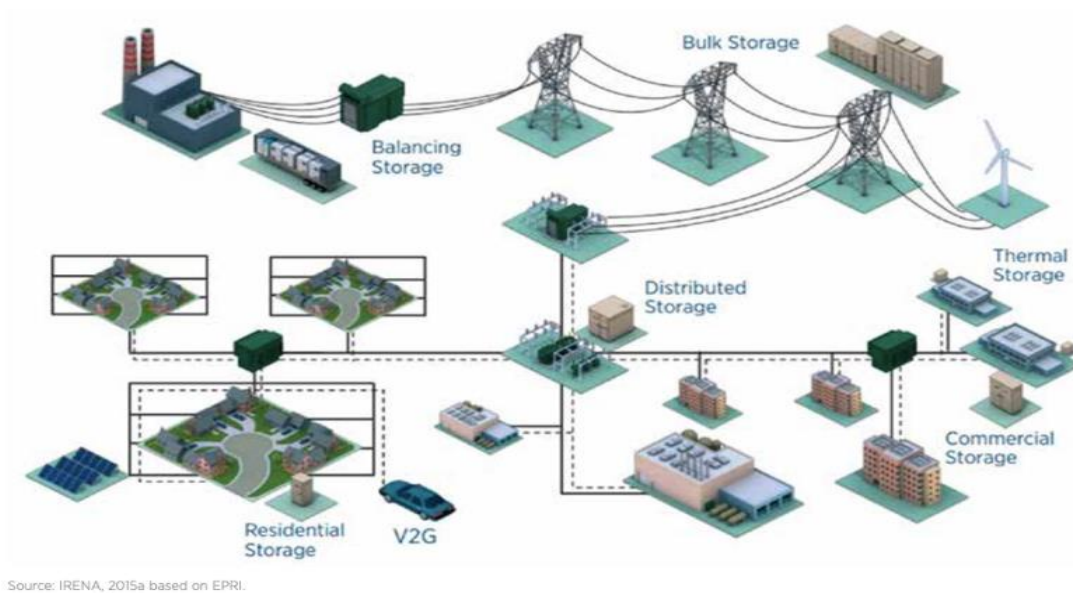 Bulk Storage
Balancing
Storage
Thermal
Storage
Distributed
Storage
Commercial
Storage
Residential
Storage
V2G
Source: IRENA, 2015a based on EPRI.